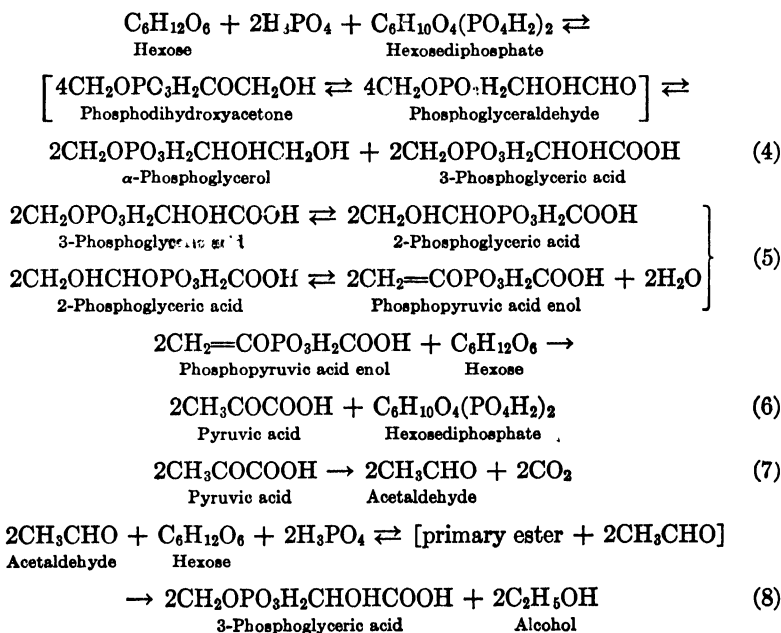 C₆H₁₂O₆ + 2H₃PO₄ + C₆H₁₀O₄(PO₄H₂)₂ ⇄
Hexose Hexosediphosphate
[4CH₂OPO₃H₂COCH₂OH ⇄ 4CH₂OPO₃H₂CHOHCHO] ⇄
Phosphodihydroxyacetone Phosphoglyceraldehyde
2CH₂OPO₃H₂CHOHCH₂OH + 2CH₂OPO₃H₂CHOHCOOH (4)
α-Phosphoglycerol 3-Phosphoglyceric acid
2CH₂OPO₃H₂CHOHCOOH ⇄ 2CH₂OHCHOPO₃H₂COOH
3-Phosphoglyceric acid 2-Phosphoglyceric acid
(5)
2CH₂OHCHOPO₃H₂COOH ⇄ 2CH₂=COPO₃H₂COOH + 2H₂O
2-Phosphoglyceric acid Phosphopyruvic acid enol
2CH₂=COPO₃H₂COOH + C₆H₁₂O₆ →
Phosphopyruvic acid enol Hexose
2CH₃COCOOH + C₆H₁₀O₄(PO₄H₂)₂ (6)
Pyruvic acid Hexosediphosphate
2CH₃COCOOH → 2CH₃CHO + 2CO₂ (7)
Pyruvic acid Acetaldehyde
2CH₃CHO + C₆H₁₂O₆ + 2H₃PO₄ ⇄ [primary ester + 2CH₃CHO]
Acetaldehyde Hexose
→ 2CH₂OPO₃H₂CHOHCOOH + 2C₂H₅OH (8)
3-Phosphoglyceric acid Alcohol